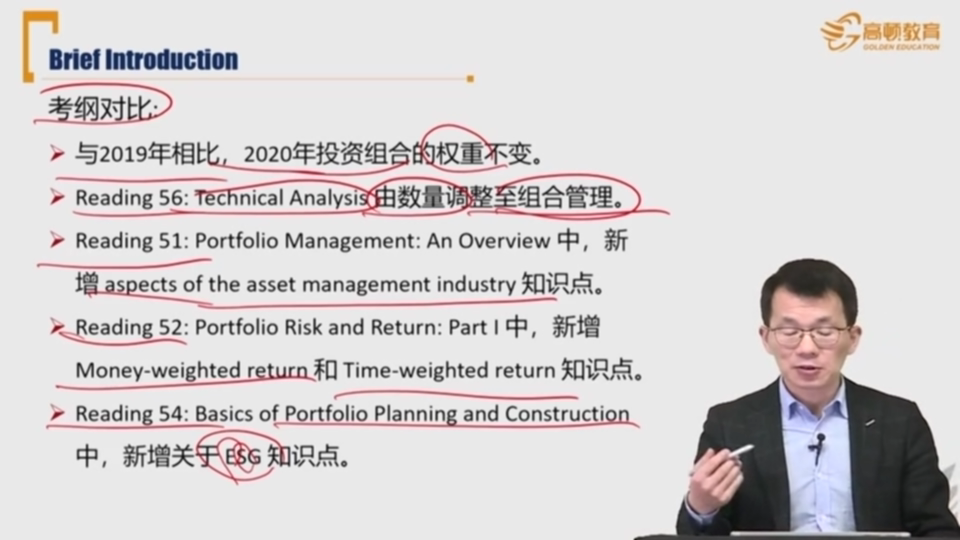 Brief Introduction
高顿教育
GOLDEN EDUCATION
考纲对比:
与2019年相比，2020年投资组合的权重不变。
Reading 56: Technical Analysis 由数量调整至组合管理。
Reading 51: Portfolio Management: An Overview 中，新
增 aspects of the asset management industry 知识点。
Reading 52: Portfolio Risk and Return: Part I 中，新增
Money-weighted return 和 Time-weighted return 知识点。
Reading 54: Basics of Portfolio Planning and Construction
中，新增关于 ESG 知识点。